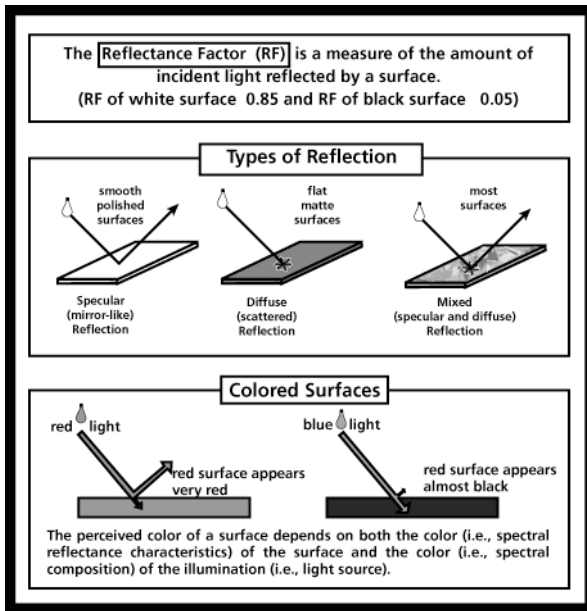 The Reflectance Factor (RF) is a measure of the amount of
incident light reflected by a surface.
(RF of white surface 0.85 and RF of black surface 0.05)
Types of Reflection
smooth
polished
surfaces
Specular
(mirror-like)
Reflection
flat
matte
surfaces
Diffuse
(scattered)
Reflection
most
surfaces
Mixed
(specular and diffuse)
Reflection
Colored Surfaces
red light
red surface appears
very red
blue light
red surface appears
almost black
The perceived color of a surface depends on both the color (i.e., spectral
reflectance characteristics) of the surface and the color (i.e., spectral
composition) of the illumination (i.e., light source).